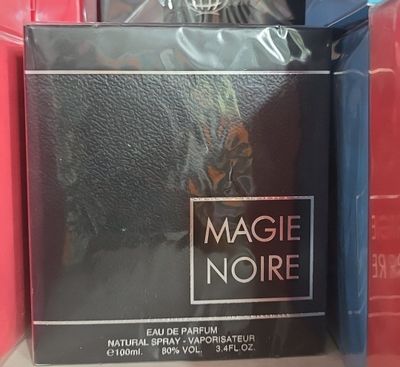 MAGIE
NOIRE
EAU DE PARFUM
NATURAL SPRAY - VAPORISATEUR
℮100ml. 80% VOL. 3.4FL OZ.